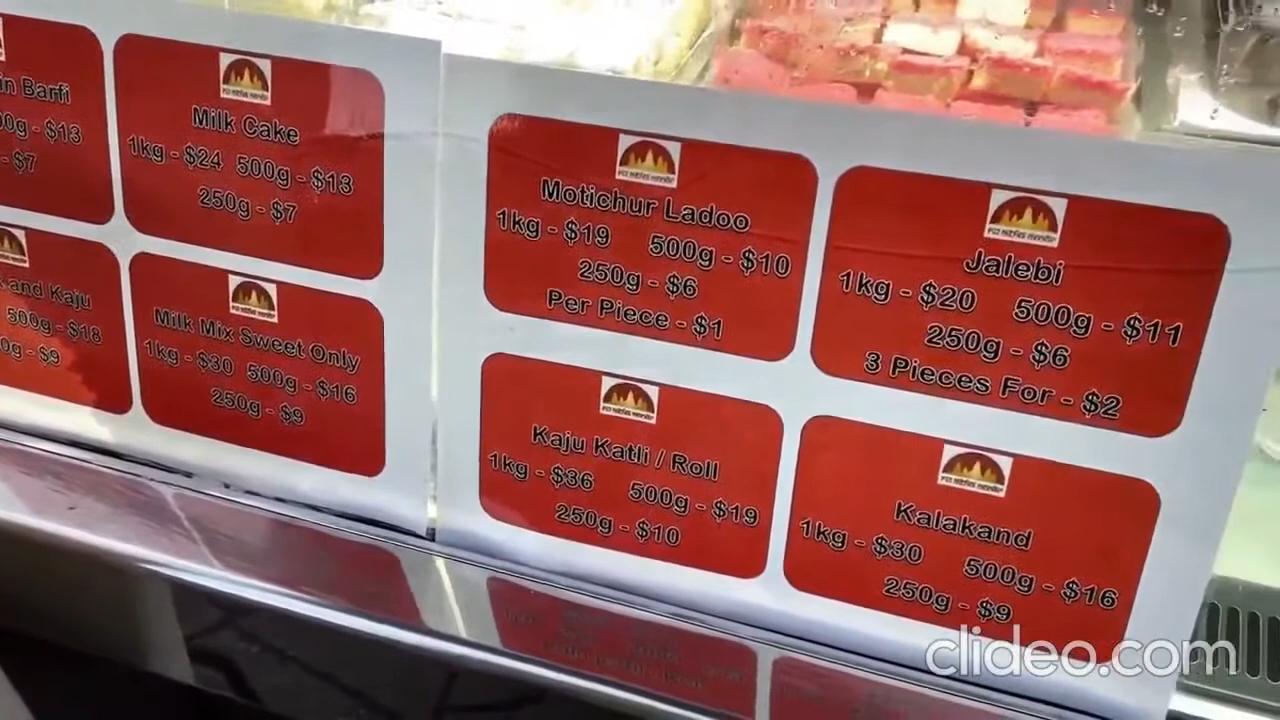 in Barfi
00g - $13
- $7
Milk Cake
1kg - $24 500g - $13
250g - $7
and Kaju
500g - $18
0g - $9
Milk Mix Sweet Only
1kg - $30 500g - $16
250g - $9
Motichur Ladoo
1kg - $19 500g - $10
250g - $6
Per Piece - $1
Jalebi
1kg - $20 500g - $11
250g - $6
3 Pieces For - $2
Kaju Katli / Roll
1kg - $36 500g - $19
250g - $10
Kalakand
1kg - $30 500g - $16
250g - $9
clideo.com